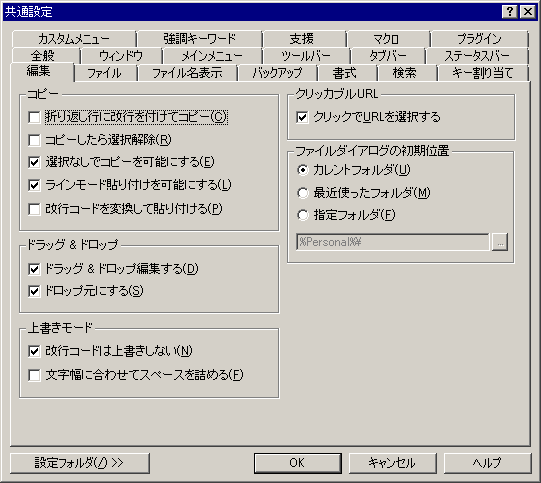 共通設定
カスタムメニュー 強調キーワード 支援 マクロ プラグイン
全般 ウィンドウ メインメニュー ツールバー タブバー ステータスバー
編集 ファイル ファイル名表示 バックアップ 書式 検索 キー割り当て
コピー
折り返し行に改行を付けてコピー(C)
コピーしたら選択解除(R)
選択なしでコピーを可能にする(E)
ラインモード貼り付けを可能にする(L)
改行コードを変換して貼り付ける(P)
ドラッグ & ドロップ
ドラッグ & ドロップ編集する(D)
ドロップ元にする(S)
上書きモード
改行コードは上書きしない(N)
文字幅に合わせてスペースを詰める(F)
クリッカブルURL
クリックでURLを選択する
ファイルダイアログの初期位置
カレントフォルダ(U)
最近使ったフォルダ(M)
指定フォルダ(F)
%Personal%¥ ...
設定フォルダ(/) >> OK キャンセル ヘルプ